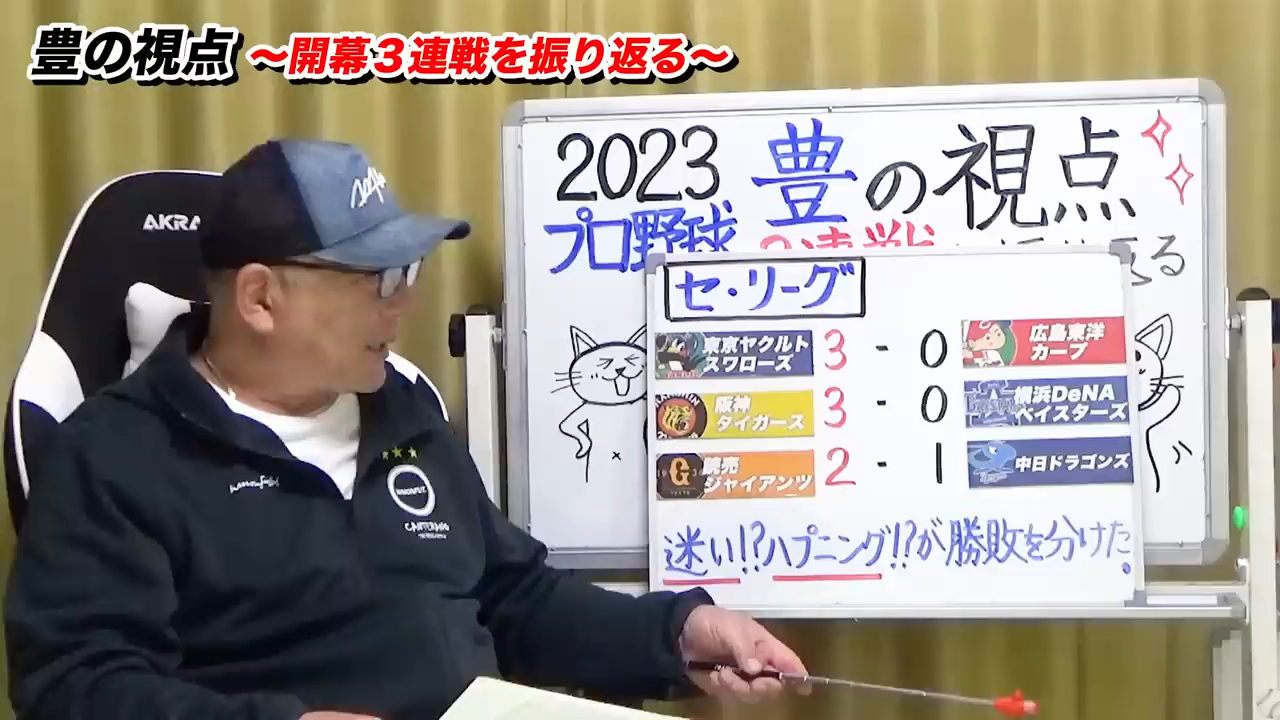 豊の視点 ～開幕３連戦を振り返る～
2023 豊の視点
プロ野球 3連戦
返る
セ・リーグ
東京ヤクルトスワローズ 3 - 0 広島東洋カープ
阪神タイガース 3 - 0 横浜DeNAベイスターズ
読売ジャイアンツ 2 - 1 中日ドラゴンズ
迷い!?ハプニング!?が勝敗を分けた。
AKRA